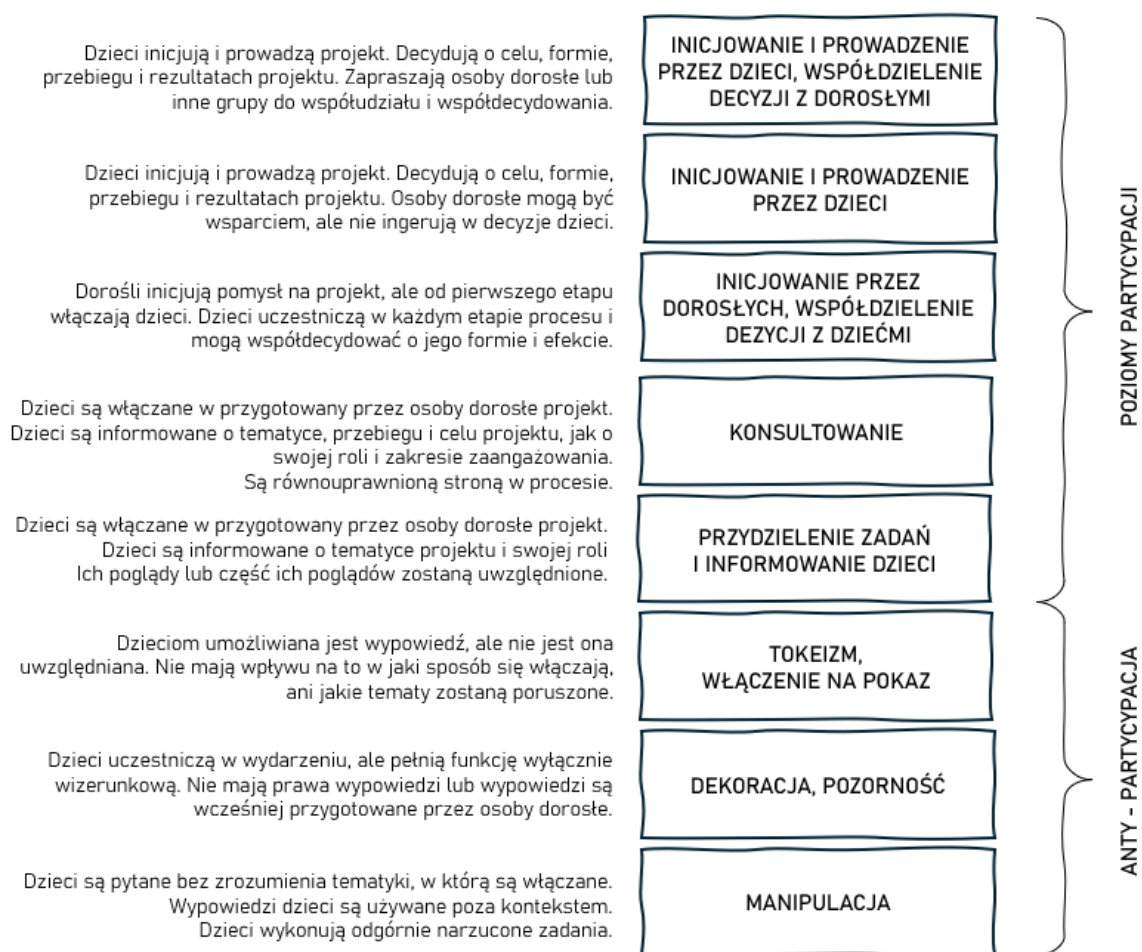 Dzieci inicjują i prowadzą projekt. Decydują o celu, formie,
przebiegu i rezultatach projektu. Zapraszają osoby dorosłe lub
inne grupy do współudziału i współdecydowania.
INICJOWANIE I PROWADZENIE
PRZEZ DZIECI, WSPÓŁDZIELENIE
DECYZJI Z DOROSŁYMI
Dzieci inicjują i prowadzą projekt. Decydują o celu, formie,
przebiegu i rezultatach projektu. Osoby dorosłe mogą być
wsparciem, ale nie ingerują w decyzje dzieci.
INICJOWANIE I PROWADZENIE
PRZEZ DZIECI
Dorośli inicjują pomysł na projekt, ale od pierwszego etapu
włączają dzieci. Dzieci uczestniczą w każdym etapie procesu i
mogą współdecydować o jego formie i efekcie.
INICJOWANIE PRZEZ
DOROSŁYCH, WSPÓŁDZIELENIE
DEZYCJI Z DZIEĆMI
Dzieci są włączane w przygotowany przez osoby dorosłe projekt.
Dzieci są informowane o tematyce, przebiegu i celu projektu, jak o
swojej roli i zakresie zaangażowania.
Są równouprawnioną stroną w procesie.
KONSULTOWANIE
Dzieci są włączane w przygotowany przez osoby dorosłe projekt.
Dzieci są informowane o tematyce projektu i swojej roli
Ich poglądy lub część ich poglądów zostaną uwzględnione.
PRZYDZIELENIE ZADAŃ
I INFORMOWANIE DZIECI
POZIOMY PARTYCYPACJI
Dzieciom umożliwiana jest wypowiedź, ale nie jest ona
uwzględniana. Nie mają wpływu na to w jaki sposób się włączają,
ani jakie tematy zostaną poruszone.
TOKEIZM,
WŁĄCZENIE NA POKAZ
Dzieci uczestniczą w wydarzeniu, ale pełnią funkcję wyłącznie
wizerunkową. Nie mają prawa wypowiedzi lub wypowiedzi są
wcześniej przygotowane przez osoby dorosłe.
DEKORACJA, POZORNOŚĆ
Dzieci są pytane bez zrozumienia tematyki, w którą są włączane.
Wypowiedzi dzieci są używane poza kontekstem.
Dzieci wykonują odgórnie narzucone zadania.
MANIPULACJA
ANTY - PARTYCYPACJA